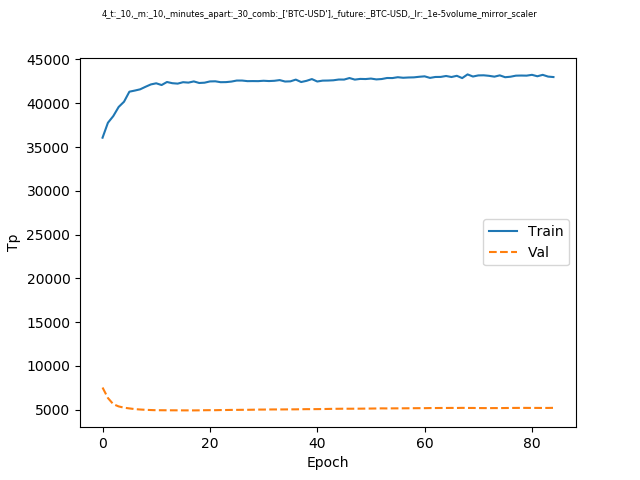 4_t:_10,_m:_10,_minutes_apart:_30_comb:_['BTC-USD'],_future:_BTC-USD,_lr:_1e-5volume_mirror_scaler
45000
40000
35000
30000
25000
20000
15000
10000
5000
Tp
Train
Val
0 20 40 60 80
Epoch